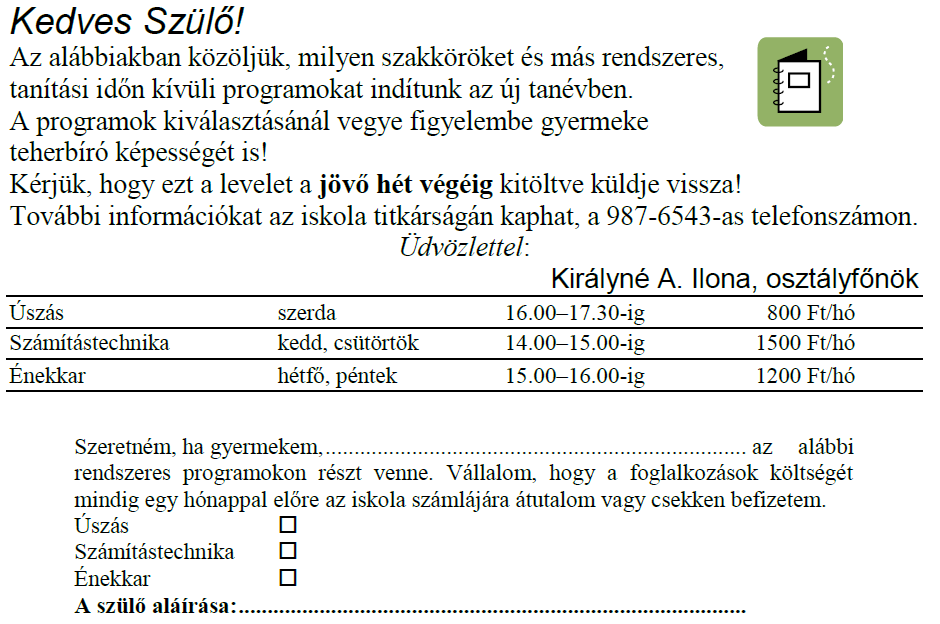 Kedves Szülő!
Az alábbiakban közöljük, milyen szakköröket és más rendszeres,
tanítási időn kívüli programokat indítunk az új tanévben.
A programok kiválasztásánál vegye figyelembe gyermeke
teherbíró képességét is!
Kérjük, hogy ezt a levelet a jövő hét végéig kitöltve küldje vissza!
További információkat az iskola titkárságán kaphat, a 987-6543-as telefonszámon.
Üdvözlettel:
Királyné A. Ilona, osztályfőnök
Úszás szerda 16.00–17.30-ig 800 Ft/hó
Számítástechnika kedd, csütörtök 14.00–15.00-ig 1500 Ft/hó
Énekkar hétfő, péntek 15.00–16.00-ig 1200 Ft/hó
Szeretném, ha gyermekem,........................................................................... az alábbi
rendszeres programokon részt venne. Vállalom, hogy a foglalkozások költségét
mindig egy hónappal előre az iskola számlájára átutalom vagy csekken befizetem.
Úszás ☐
Számítástechnika ☐
Énekkar ☐
A szülő aláírása:...........................................................................................